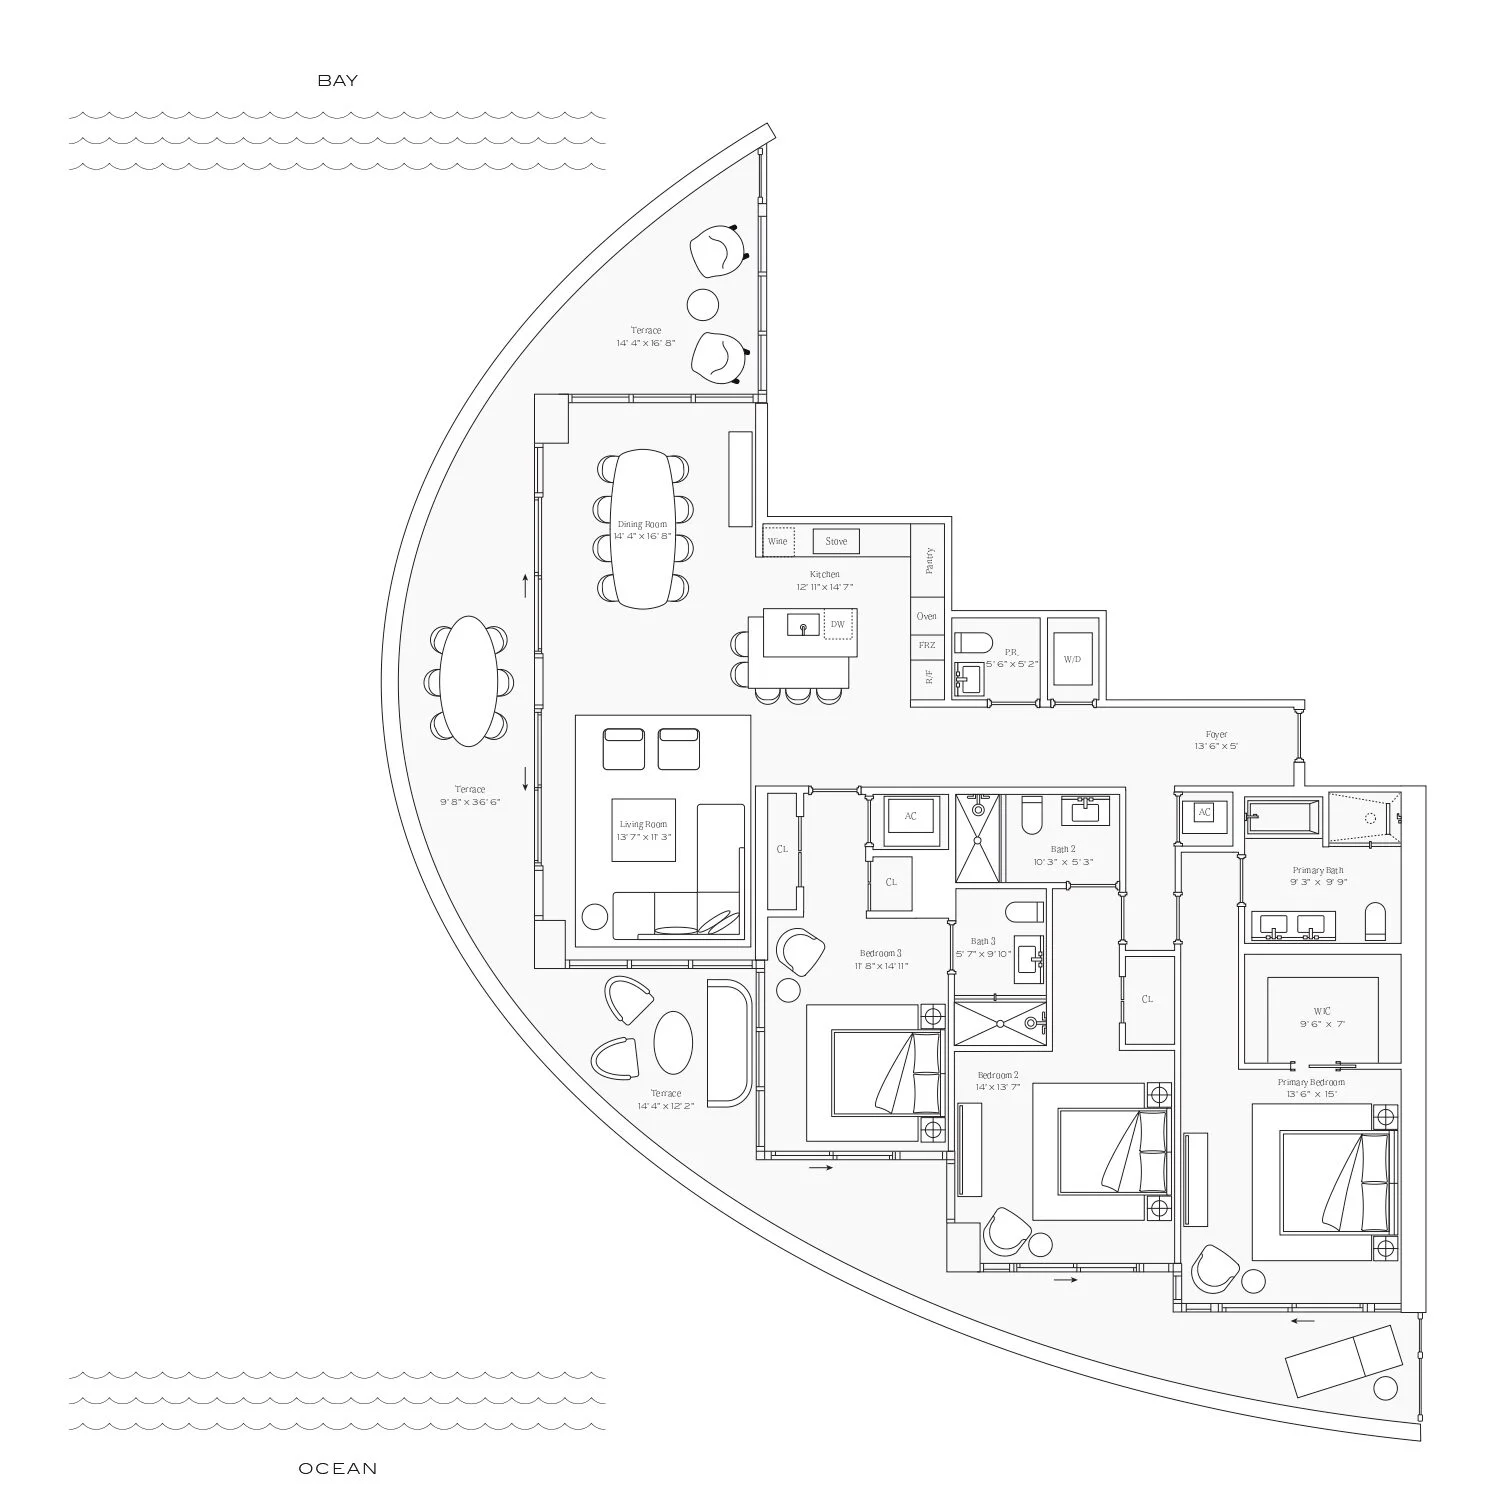 BAY
Terrace
14' 4" x 16' 8"
Dining Room
14' 4" x 16' 8"
Wine
Stove
Pantry
Kitchen
12' 11" x 14' 7"
DW
Oven
FRZ
R/F
P.R.
5' 6" x 5' 2"
W/D
Foyer
13' 6" x 5'
Terrace
9' 8" x 36' 6"
Living Room
13' 7" x 11' 3"
CL
AC
CL
Bath 2
10' 3" x 5' 3"
AC
Primary Bath
9' 3" x 9' 9"
Bedroom 3
11' 8" x 14' 11"
Bath 3
5' 7" x 9' 10"
CL
WIC
9' 6" x 7'
Terrace
14' 4" x 12' 2"
Bedroom 2
14' x 13' 7"
Primary Bedroom
13' 6" x 15'
OCEAN